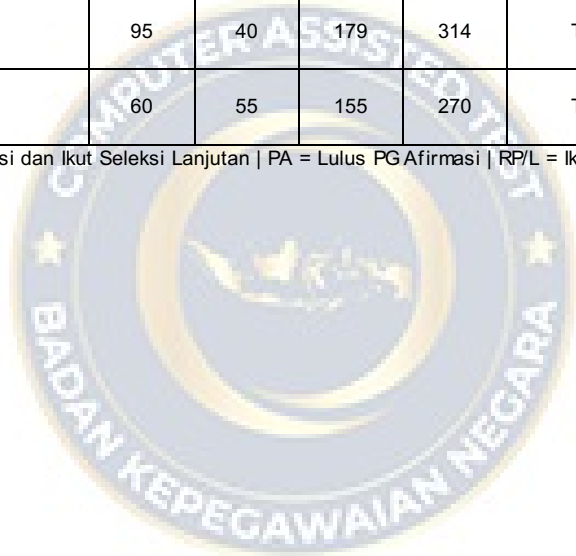 95 40 179 314 T
60 55 155 270 T
si dan Ikut Seleksi Lanjutan | PA = Lulus PG Afirmasi | RP/L = Ik
COMPUTER ASSISTED TEST
BADAN KEPEGAWAIAN NEGARA